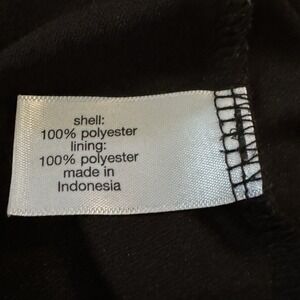 shell:
100% polyester
lining:
100% polyester
made in
Indonesia